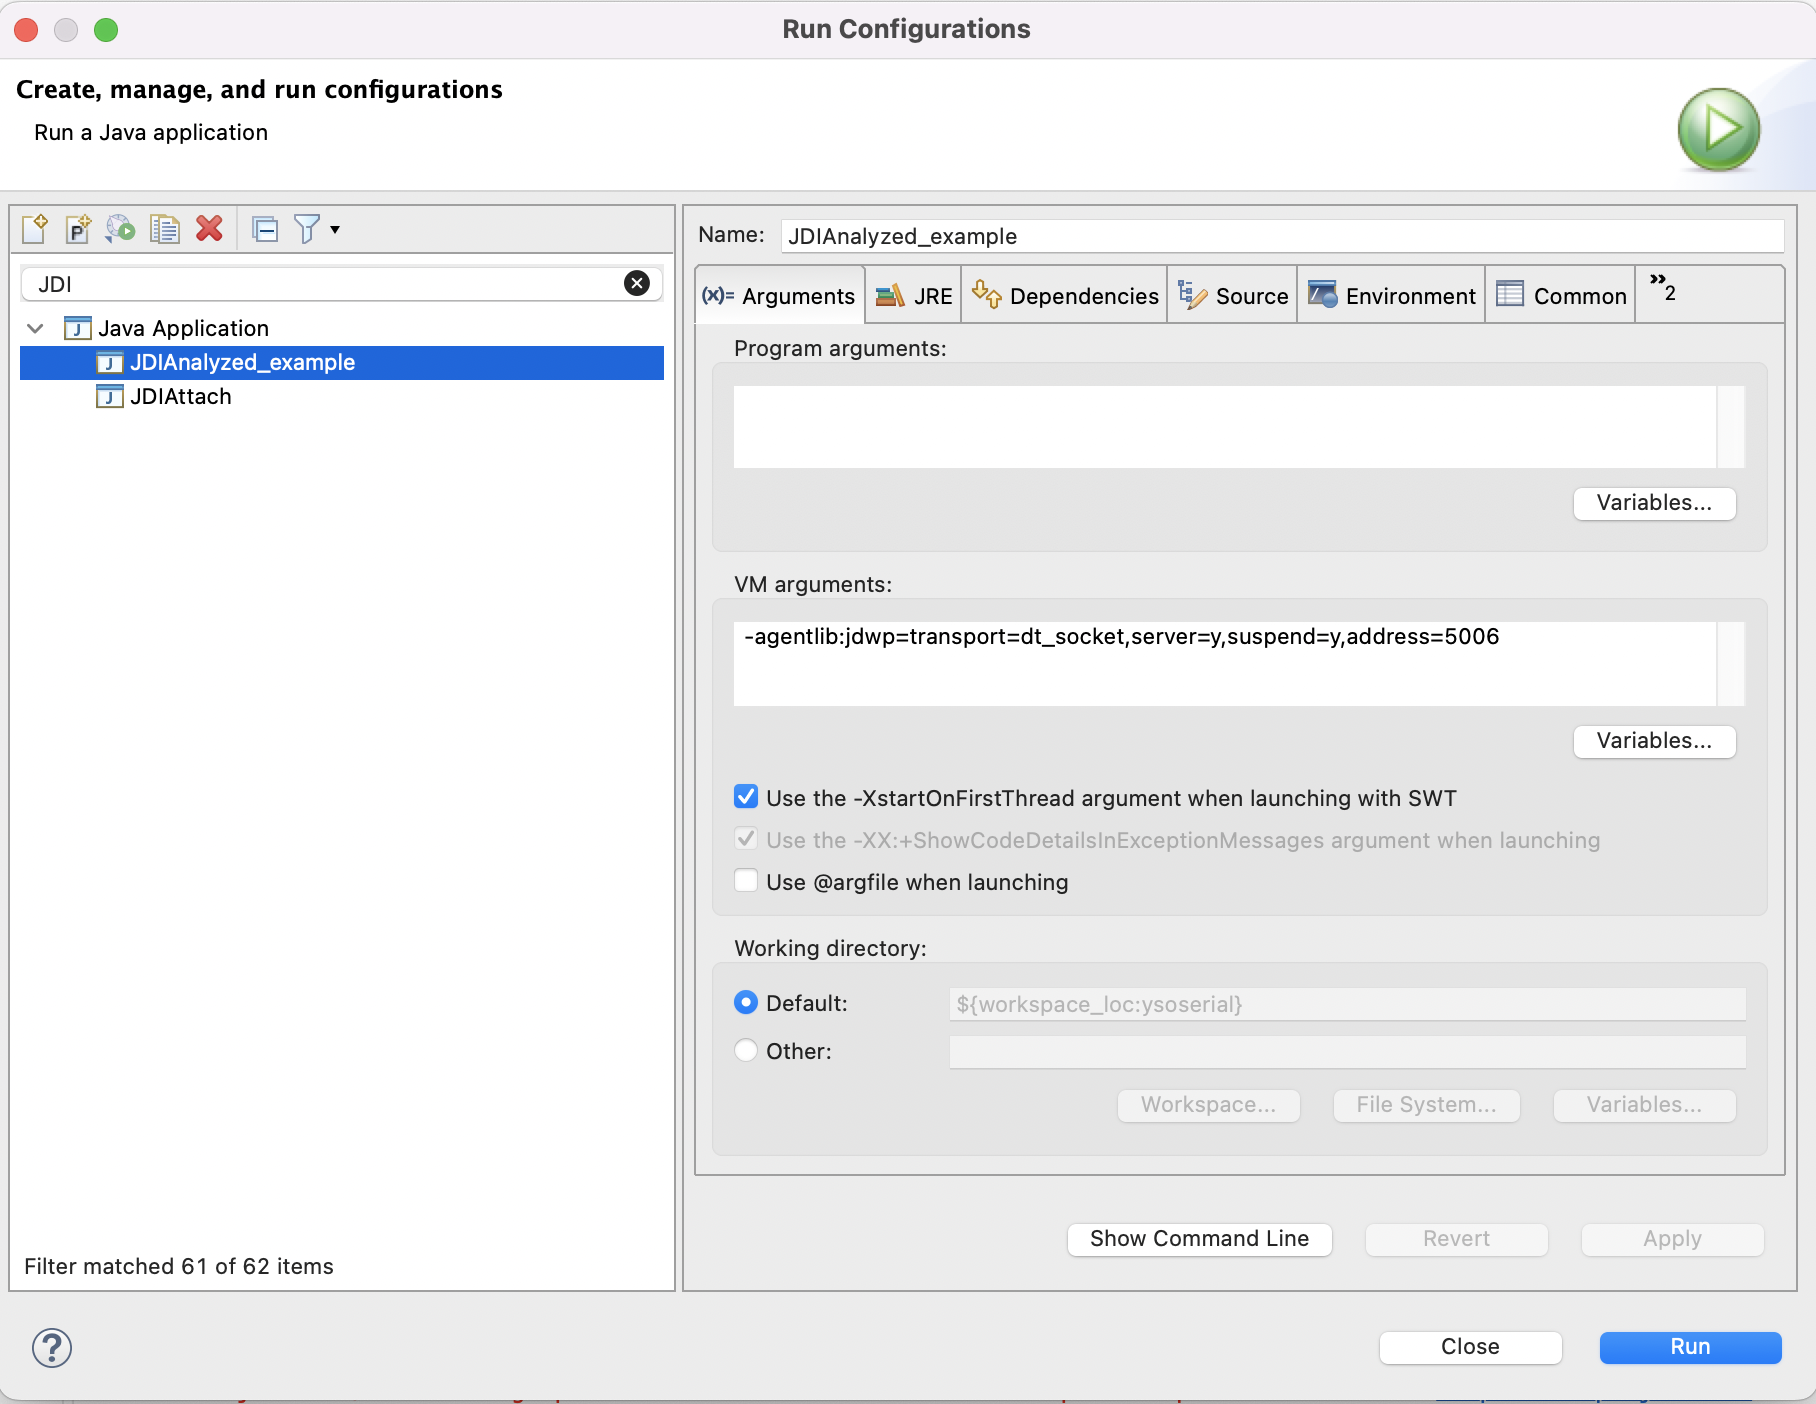 Run Configurations
Create, manage, and run configurations
Run a Java application
JDI
Java Application
JDIAnalyzed_example
JDIAttach
Filter matched 61 of 62 items
Name: JDIAnalyzed_example
(x)= Arguments JRE Dependencies Source Environment Common »2
Program arguments:
Variables...
VM arguments:
-agentlib:jdwp=transport=dt_socket,server=y,suspend=y,address=5006
Variables...
Use the -XstartOnFirstThread argument when launching with SWT
Use the -XX:+ShowCodeDetailsInExceptionMessages argument when launching
Use @argfile when launching
Working directory:
Default: ${workspace_loc:ysoserial}
Other:
Workspace... File System... Variables...
Show Command Line Revert Apply
? Close Run